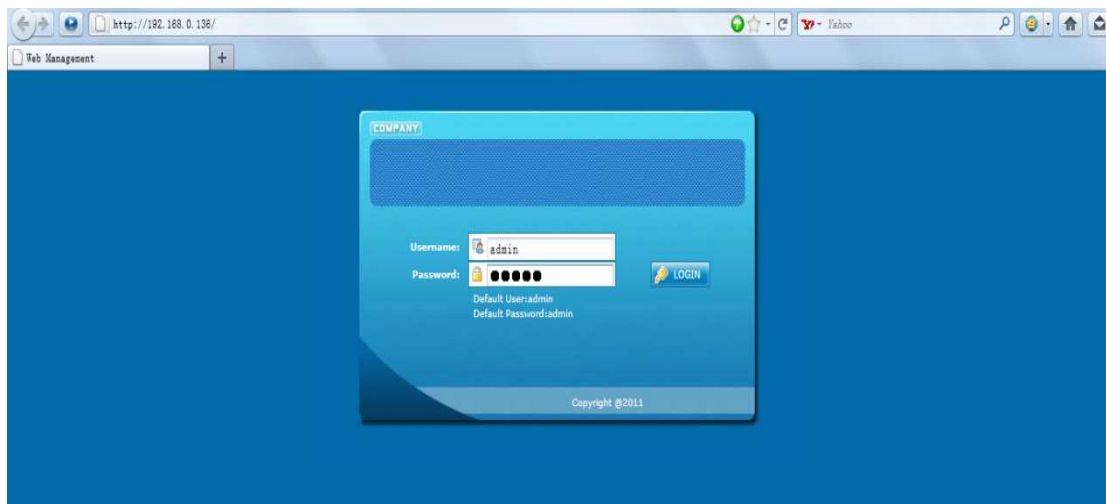 http://192.168.0.136/
Yahoo
Web Management
COMPANY
Username: admin
Password: ●●●●●
LOGIN
Default User:admin
Default Password:admin
Copyright @2011